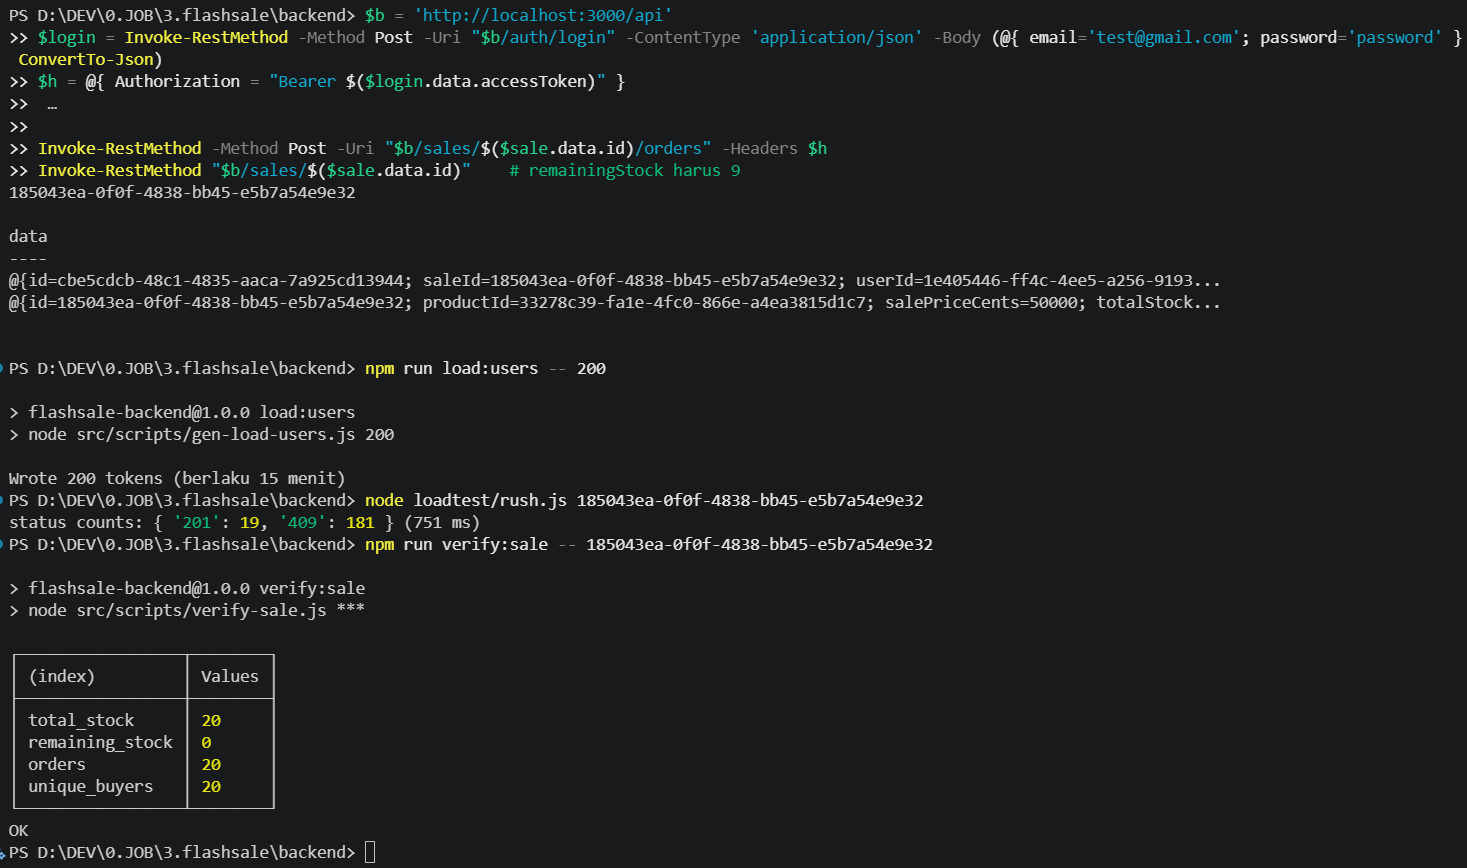 PS D:\DEV\0.JOB\3.flashsale\backend> $b = 'http://localhost:3000/api'
>> $login = Invoke-RestMethod -Method Post -Uri "$b/auth/login" -ContentType 'application/json' -Body (@{ email='test@gmail.com'; password='password' }
ConvertTo-Json)
>> $h = @{ Authorization = "Bearer $($login.data.accessToken)" }
>>  …
>>
>> Invoke-RestMethod -Method Post -Uri "$b/sales/$($sale.data.id)/orders" -Headers $h
>> Invoke-RestMethod "$b/sales/$($sale.data.id)"    # remainingStock harus 9
185043ea-0f0f-4838-bb45-e5b7a54e9e32
data
----
@{id=cbe5cdcb-48c1-4835-aaca-7a925cd13944; saleId=185043ea-0f0f-4838-bb45-e5b7a54e9e32; userId=1e405446-ff4c-4ee5-a256-9193...
@{id=185043ea-0f0f-4838-bb45-e5b7a54e9e32; productId=33278c39-fa1e-4fc0-866e-a4ea3815d1c7; salePriceCents=50000; totalStock...
PS D:\DEV\0.JOB\3.flashsale\backend> npm run load:users -- 200
> flashsale-backend@1.0.0 load:users
> node src/scripts/gen-load-users.js 200
Wrote 200 tokens (berlaku 15 menit)
PS D:\DEV\0.JOB\3.flashsale\backend> node loadtest/rush.js 185043ea-0f0f-4838-bb45-e5b7a54e9e32
status counts: { '201': 19, '409': 181 } (751 ms)
PS D:\DEV\0.JOB\3.flashsale\backend> npm run verify:sale -- 185043ea-0f0f-4838-bb45-e5b7a54e9e32
> flashsale-backend@1.0.0 verify:sale
> node src/scripts/verify-sale.js ***
(index) Values
total_stock 20
remaining_stock 0
orders 20
unique_buyers 20
OK
PS D:\DEV\0.JOB\3.flashsale\backend>